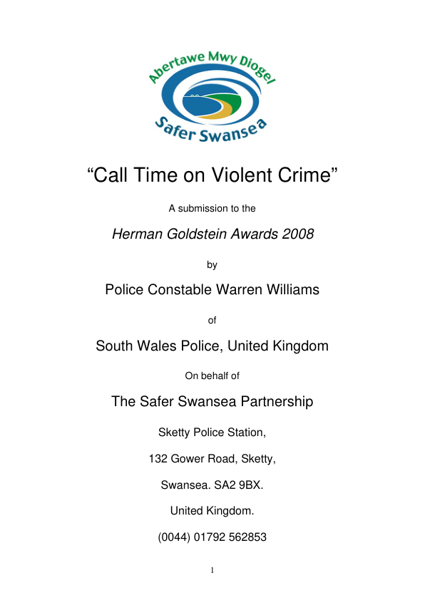 Abertawe Mwy Diogel
Safer Swansea
“Call Time on Violent Crime”
A submission to the
Herman Goldstein Awards 2008
by
Police Constable Warren Williams
of
South Wales Police, United Kingdom
On behalf of
The Safer Swansea Partnership
Sketty Police Station,
132 Gower Road, Sketty,
Swansea. SA2 9BX.
United Kingdom.
(0044) 01792 562853
1